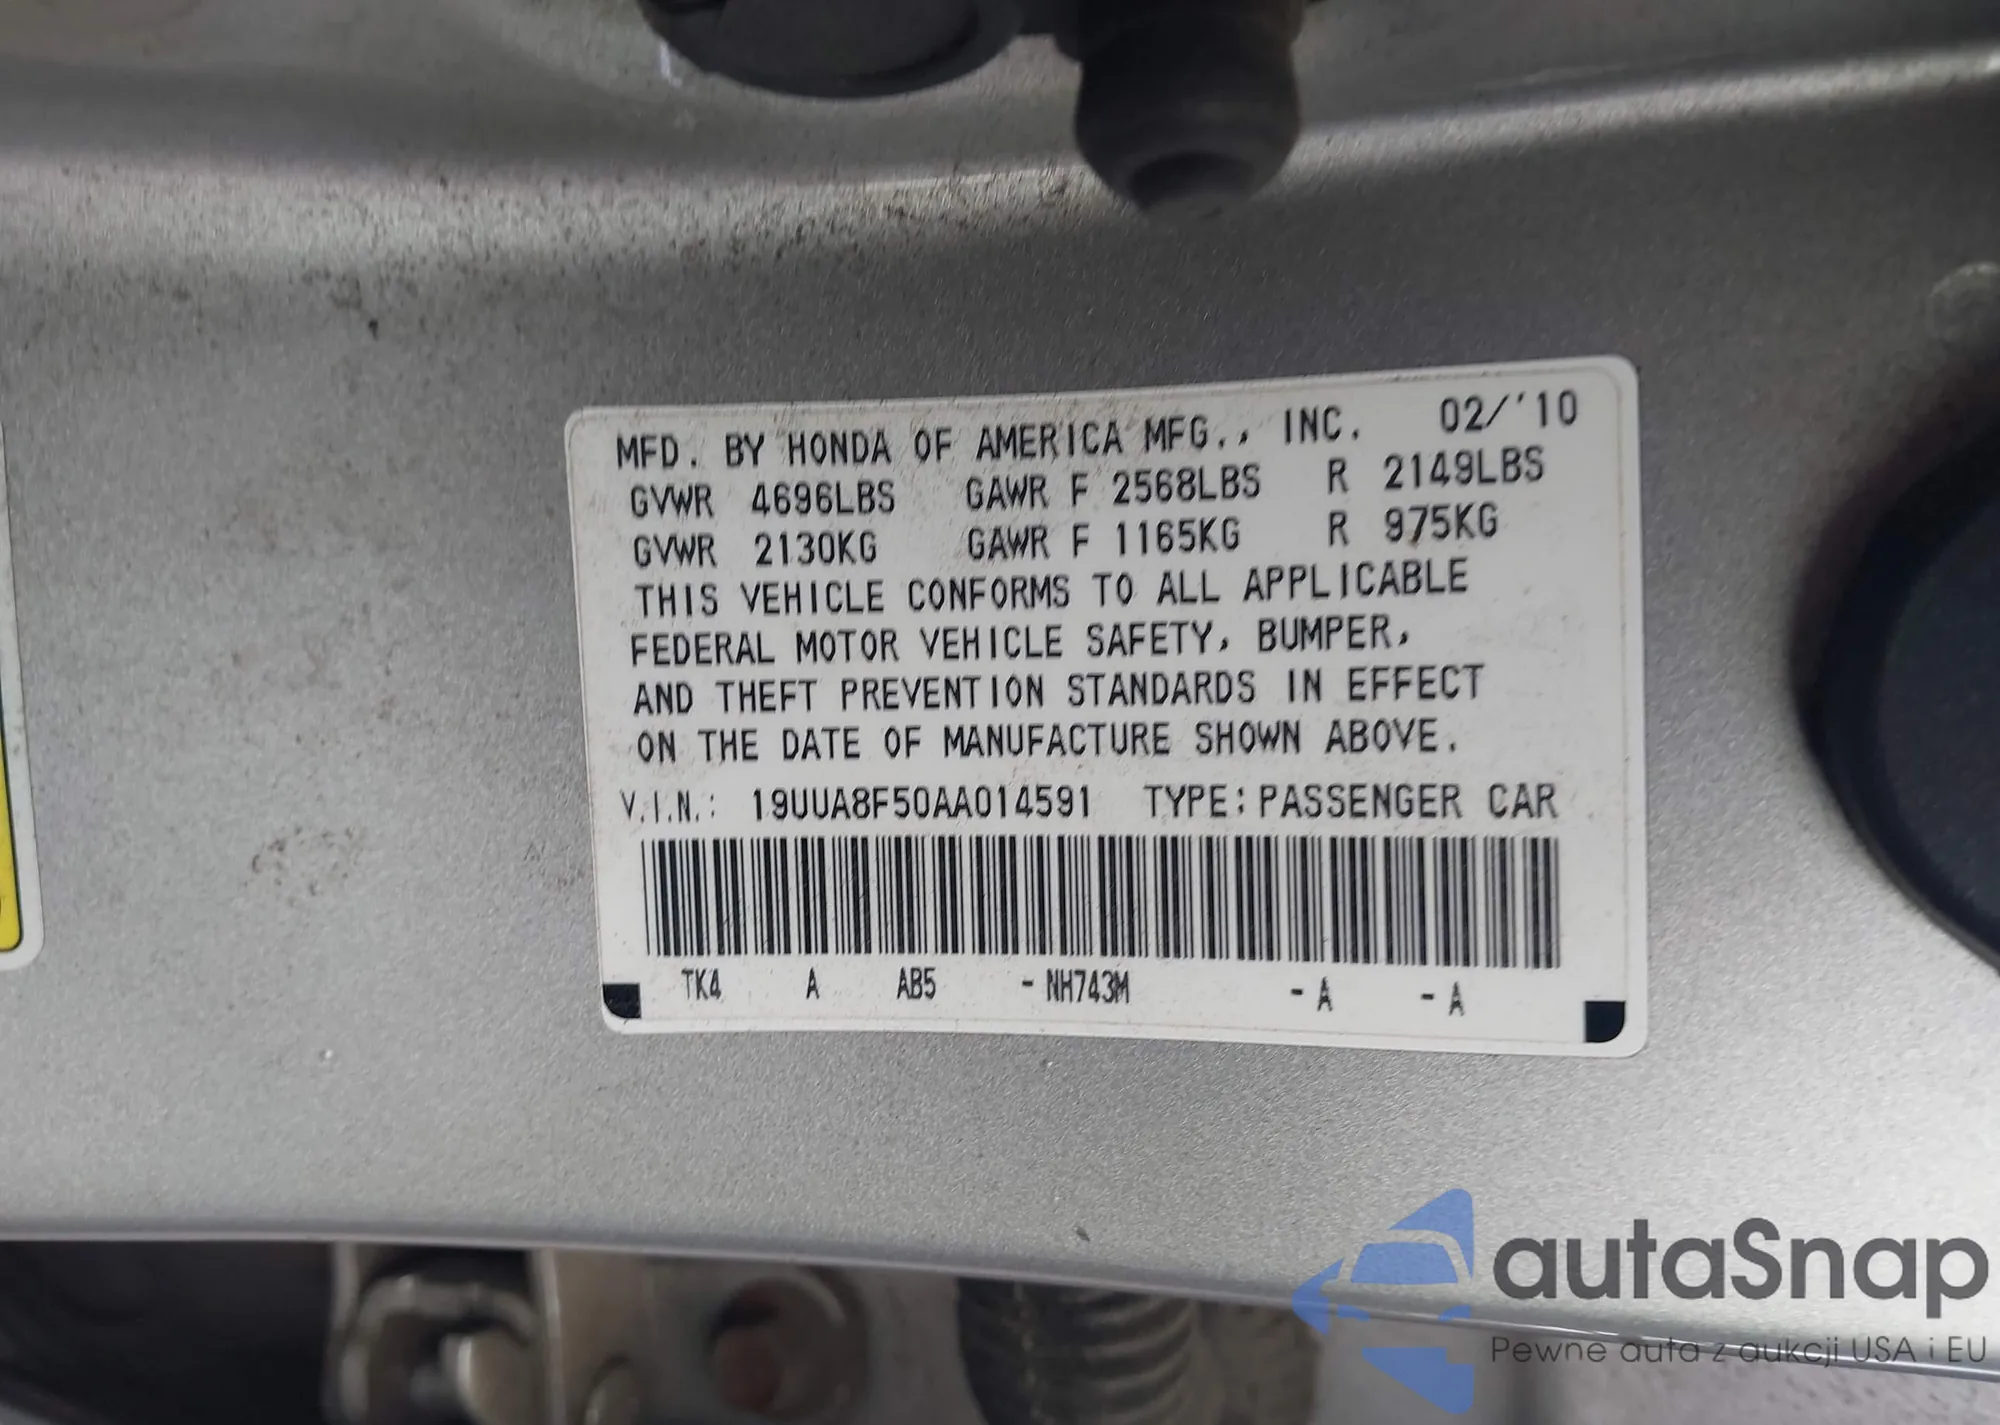 MFD. BY HONDA OF AMERICA MFG., INC. 02/'10
GVWR 4696LBS GAWR F 2568LBS R 2149LBS
GVWR 2130KG GAWR F 1165KG R 975KG
THIS VEHICLE CONFORMS TO ALL APPLICABLE
FEDERAL MOTOR VEHICLE SAFETY, BUMPER,
AND THEFT PREVENTION STANDARDS IN EFFECT
ON THE DATE OF MANUFACTURE SHOWN ABOVE.
V.I.N.: 19UUA8F50AA014591 TYPE: PASSENGER CAR
TK4 A AB5 - NH743M - A - A
autaSnap
Pewne auta z aukcji USA i EU